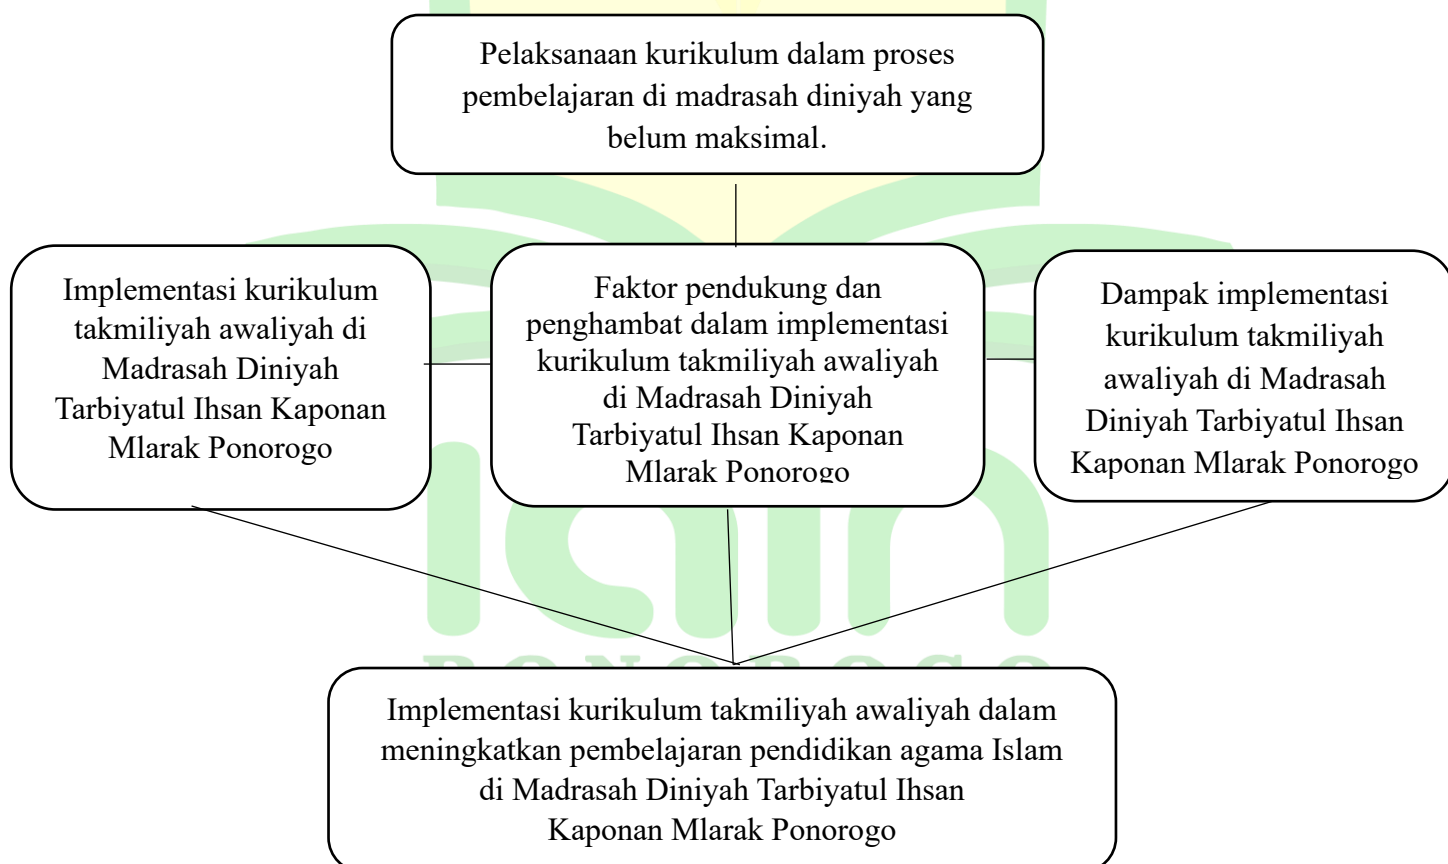 Pelaksanaan kurikulum dalam proses
pembelajaran di madrasah diniyah yang
belum maksimal.
Implementasi kurikulum
takmiliyah awaliyah di
Madrasah Diniyah
Tarbiyatul Ihsan Kaponan
Mlarak Ponorogo
Faktor pendukung dan
penghambat dalam implementasi
kurikulum takmiliyah awaliyah
di Madrasah Diniyah
Tarbiyatul Ihsan Kaponan
Mlarak Ponorogo
Dampak implementasi
kurikulum takmiliyah
awaliyah di Madrasah
Diniyah Tarbiyatul Ihsan
Kaponan Mlarak Ponorogo
iain
PONOROGO
Implementasi kurikulum takmiliyah awaliyah dalam
meningkatkan pembelajaran pendidikan agama Islam
di Madrasah Diniyah Tarbiyatul Ihsan
Kaponan Mlarak Ponorogo